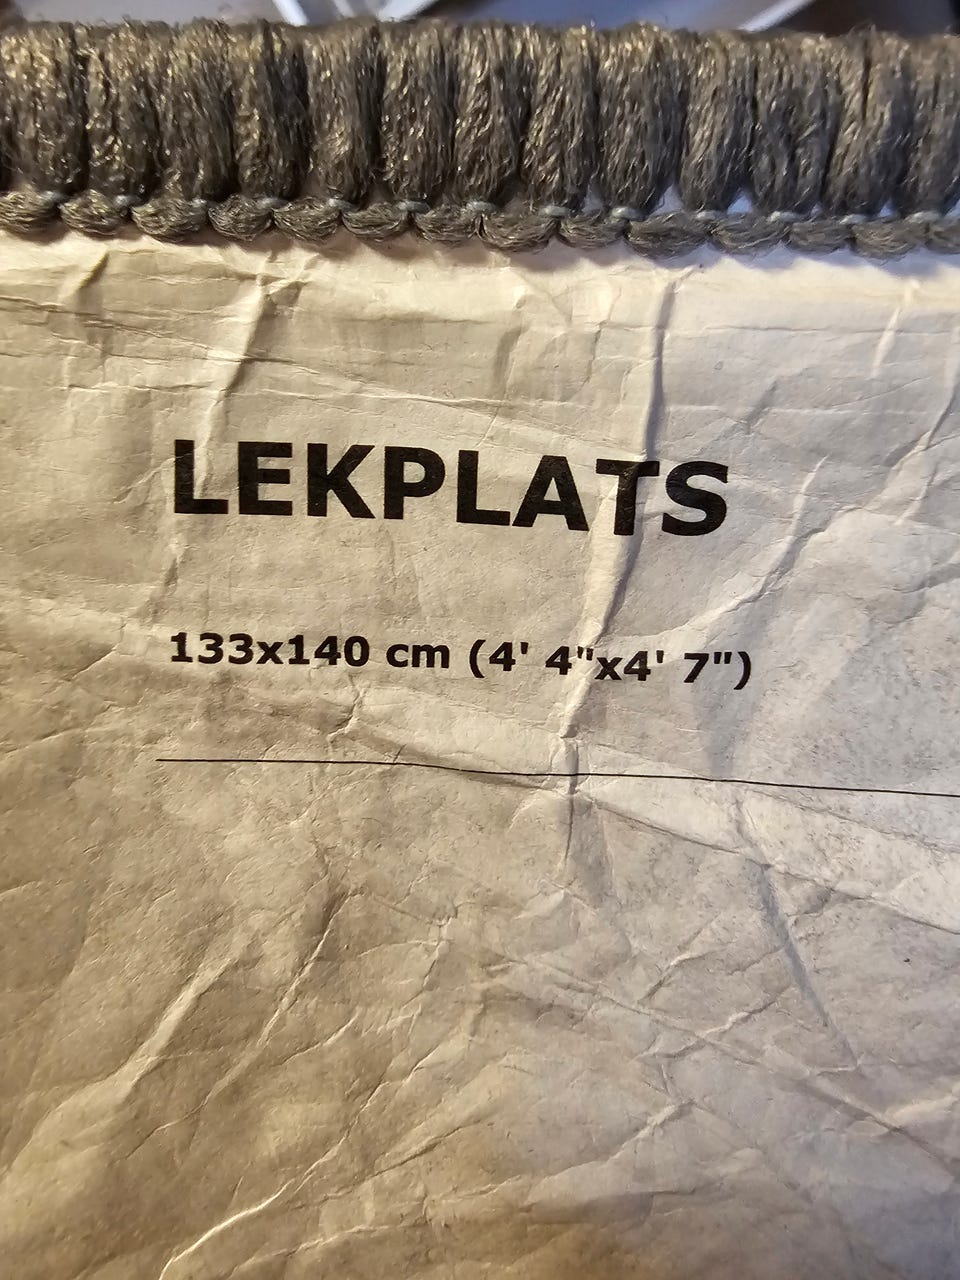 LEKPLATS
133x140 cm (4' 4"x4' 7")